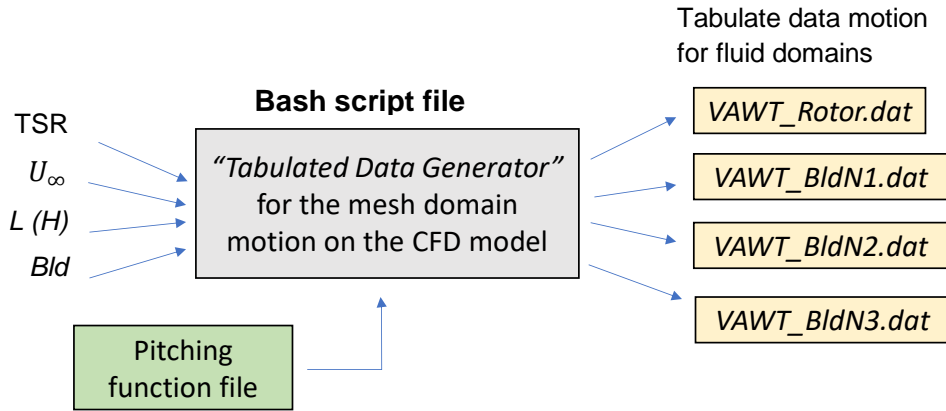 Tabulate data motion
for fluid domains
Bash script file
TSR
U∞
L (H)
Bld
“Tabulated Data Generator”
for the mesh domain
motion on the CFD model
VAWT_Rotor.dat
VAWT_BldN1.dat
VAWT_BldN2.dat
VAWT_BldN3.dat
Pitching
function file